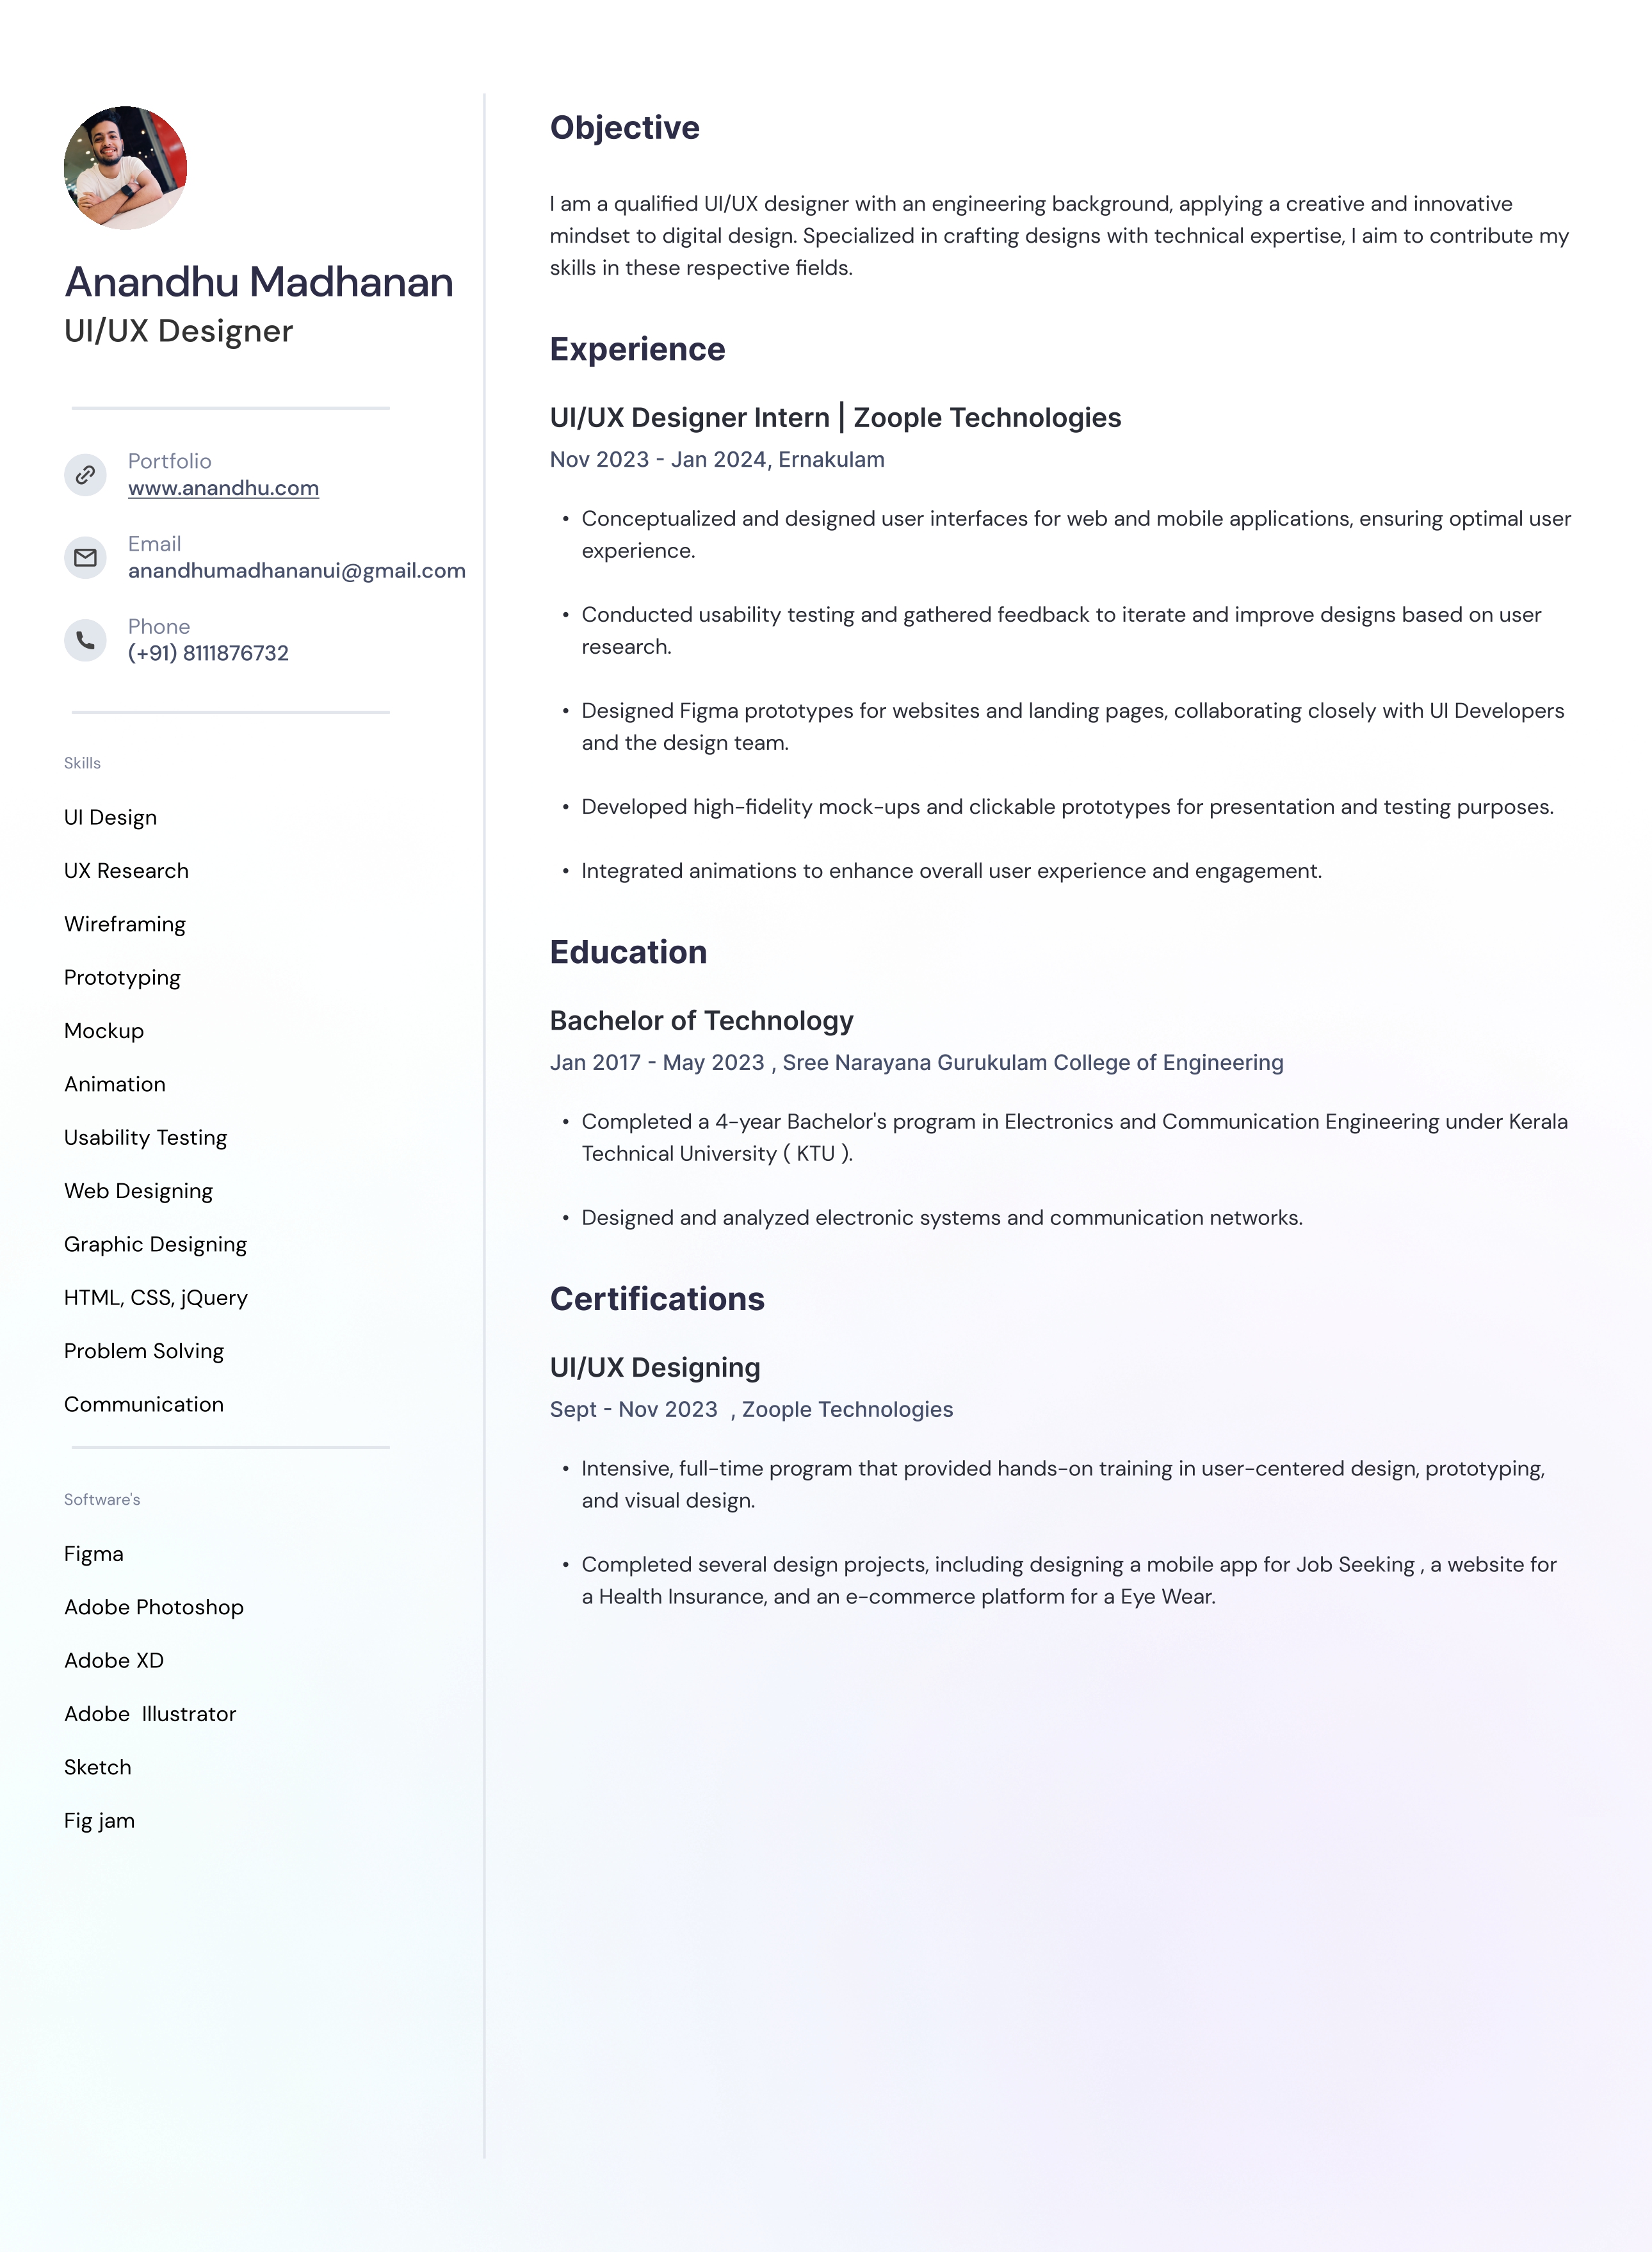 Anandhu Madhanan
UI/UX Designer
Portfolio
www.anandhu.com
Email
anandhumadhananui@gmail.com
Phone
(+91) 8111876732
Skills
UI Design
UX Research
Wireframing
Prototyping
Mockup
Animation
Usability Testing
Web Designing
Graphic Designing
HTML, CSS, jQuery
Problem Solving
Communication
Software's
Figma
Adobe Photoshop
Adobe XD
Adobe  Illustrator
Sketch
Fig jam
Objective
I am a qualified UI/UX designer with an engineering background, applying a creative and innovative
mindset to digital design. Specialized in crafting designs with technical expertise, I aim to contribute my
skills in these respective fields.
Experience
UI/UX Designer Intern | Zoople Technologies
Nov 2023 - Jan 2024, Ernakulam
• Conceptualized and designed user interfaces for web and mobile applications, ensuring optimal user
experience.
• Conducted usability testing and gathered feedback to iterate and improve designs based on user
research.
• Designed Figma prototypes for websites and landing pages, collaborating closely with UI Developers
and the design team.
• Developed high-fidelity mock-ups and clickable prototypes for presentation and testing purposes.
• Integrated animations to enhance overall user experience and engagement.
Education
Bachelor of Technology
Jan 2017 - May 2023 , Sree Narayana Gurukulam College of Engineering
• Completed a 4-year Bachelor's program in Electronics and Communication Engineering under Kerala
Technical University ( KTU ).
• Designed and analyzed electronic systems and communication networks.
Certifications
UI/UX Designing
Sept - Nov 2023  , Zoople Technologies
• Intensive, full-time program that provided hands-on training in user-centered design, prototyping,
and visual design.
• Completed several design projects, including designing a mobile app for Job Seeking , a website for
a Health Insurance, and an e-commerce platform for a Eye Wear.